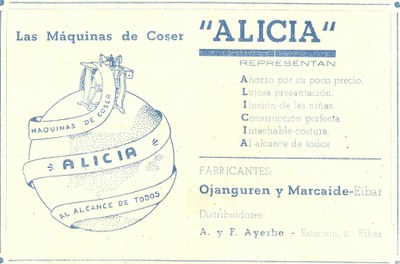 Las Máquinas de Coser "ALICIA"
REPRESENTAN
Ahorro por su poco precio.
Lujosa presentación.
Ilusión de las niñas.
Construcción perfecta.
Intachable costura.
Al alcance de todos
MAQUINAS DE COSER
ALICIA
AL ALCANCE DE TODOS
FABRICANTES:
Ojanguren y Marcaide-Eibar
Distribuidores:
A. y F. Ayerbe - Estación, - Eibar